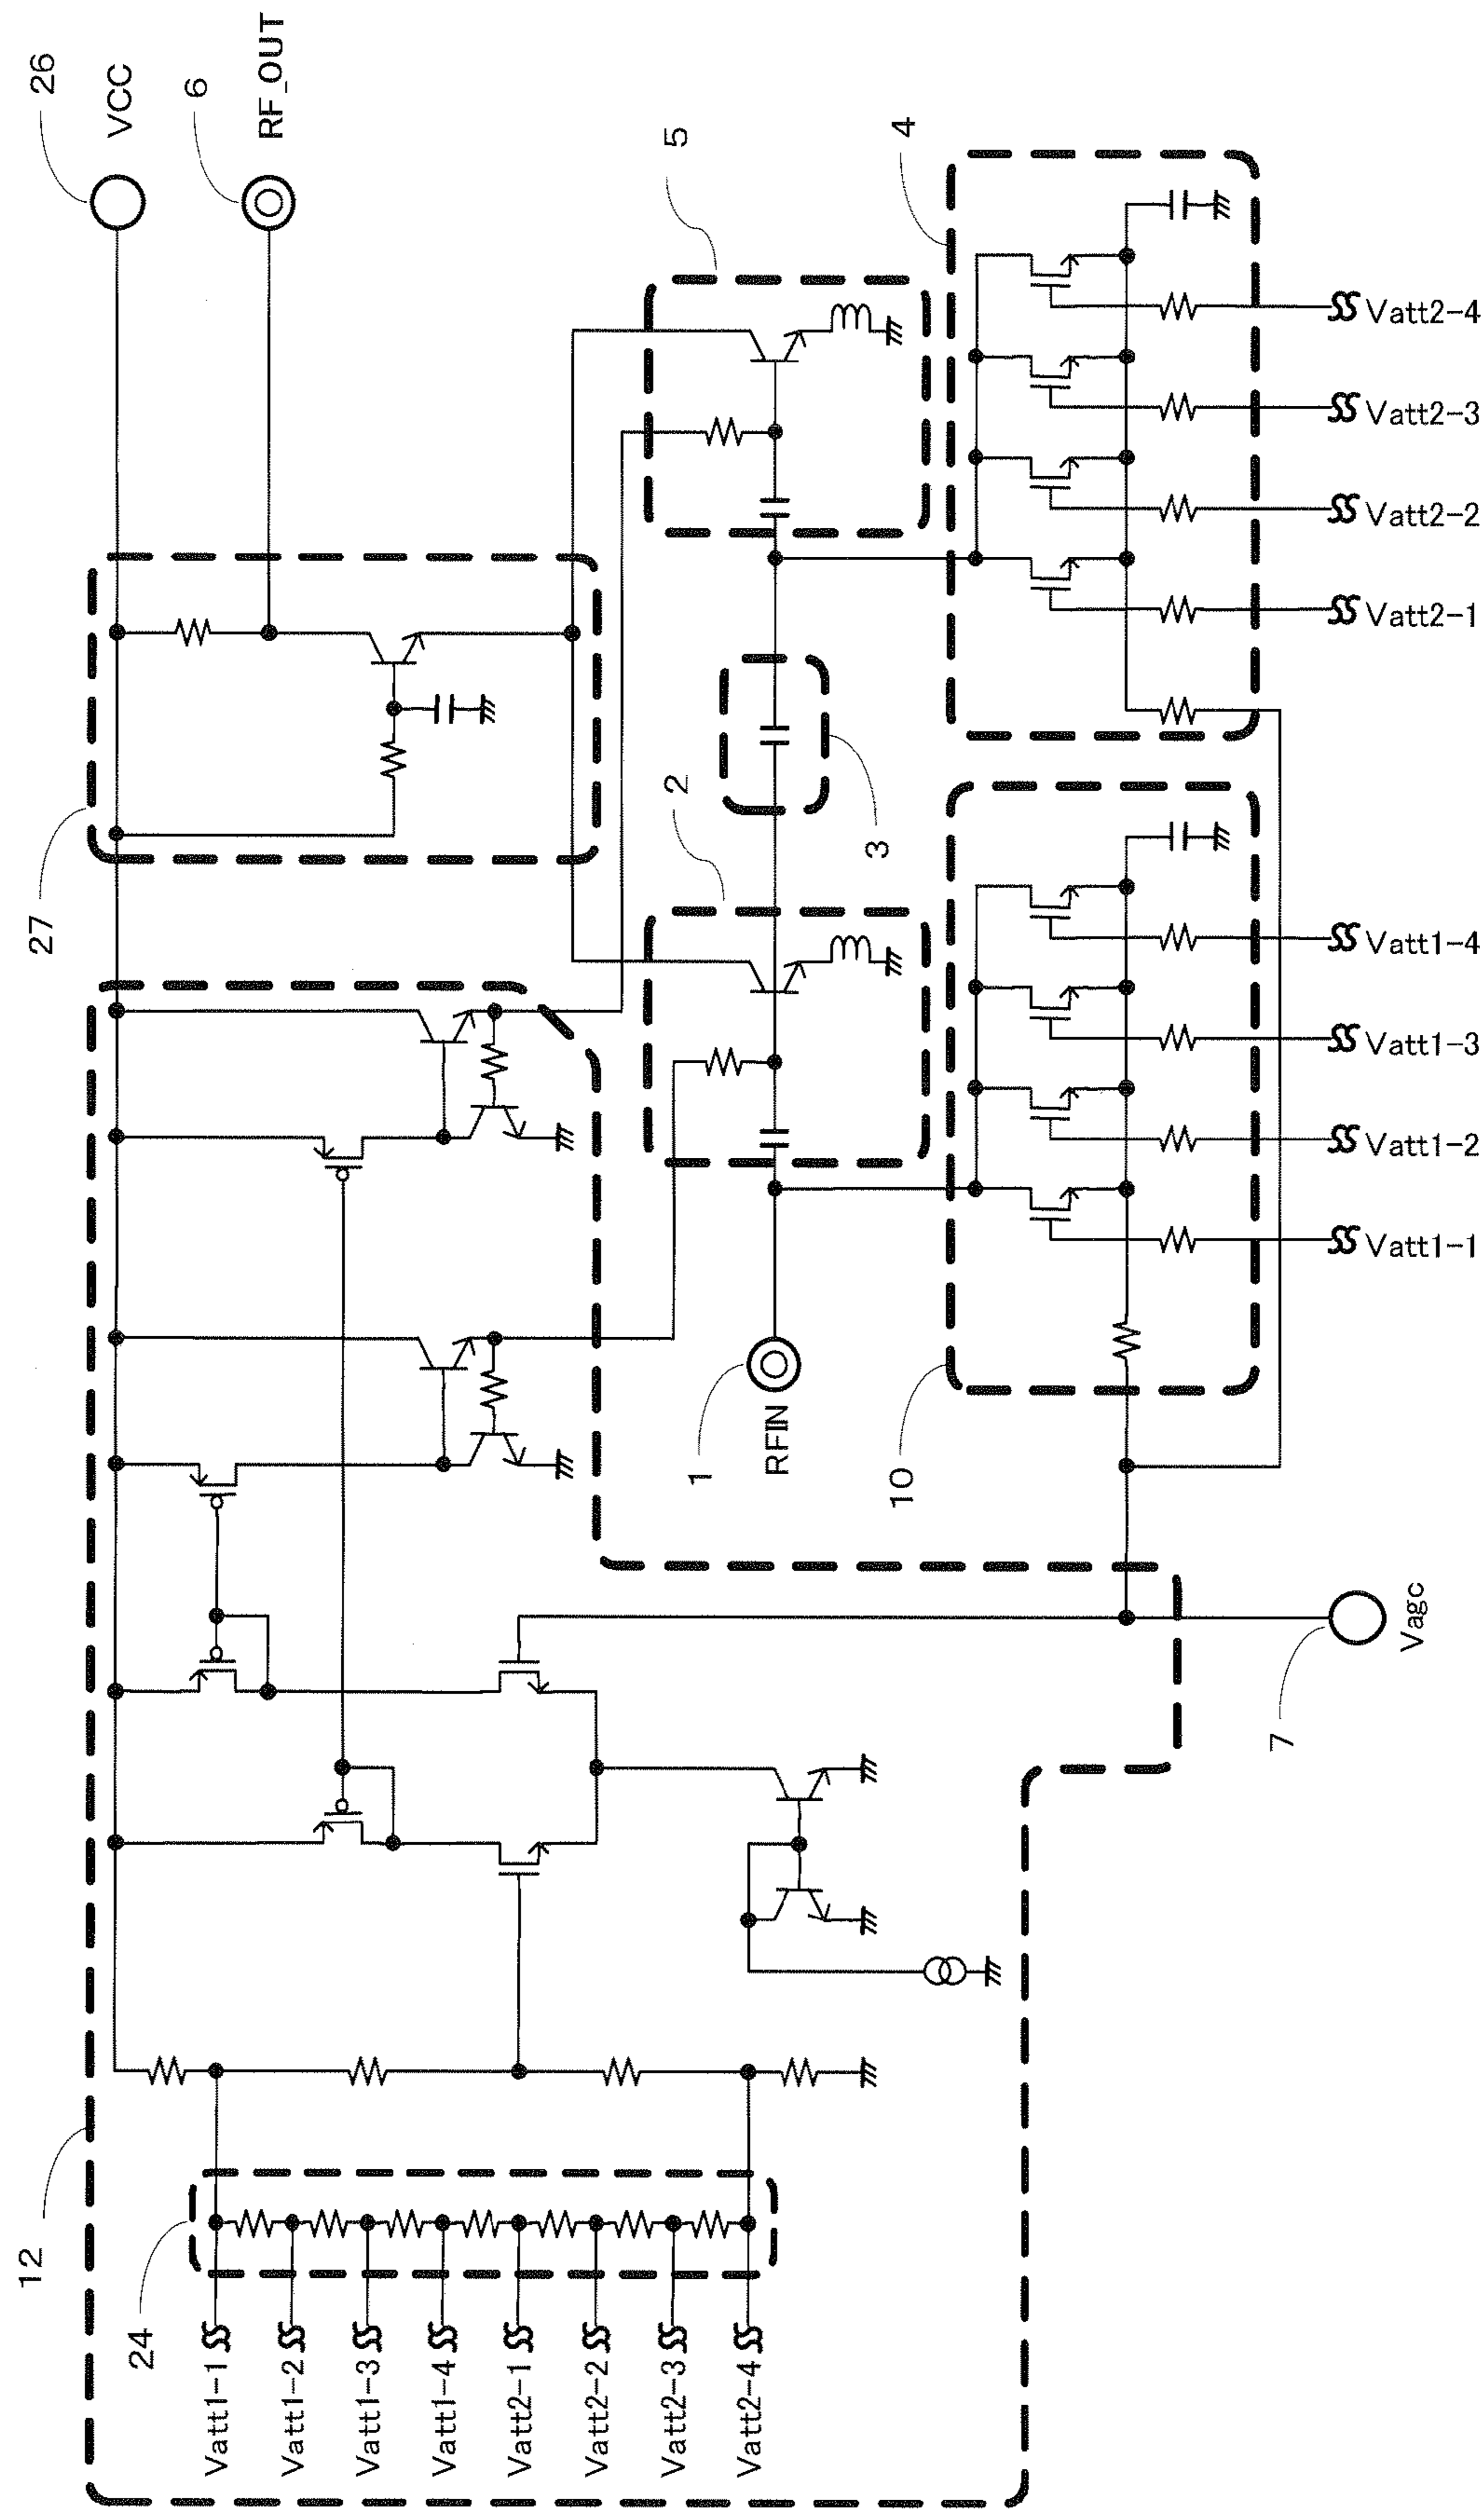 26
VCC
6
RF_OUT
5
4
27
2
3
Vatt2-4
Vatt2-3
Vatt2-2
Vatt2-1
Vatt1-4
Vatt1-3
Vatt1-2
Vatt1-1
1
RFIN
10
7
Vagc
12
24
Vatt1-1
Vatt1-2
Vatt1-3
Vatt1-4
Vatt2-1
Vatt2-2
Vatt2-3
Vatt2-4